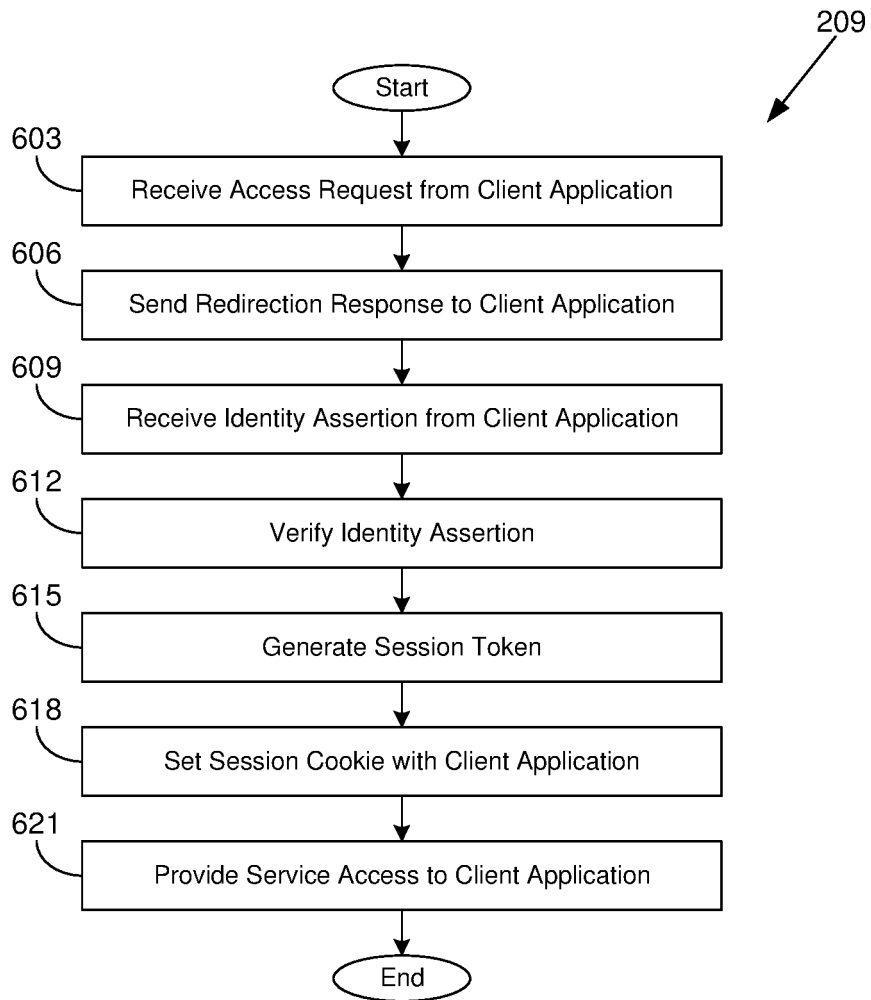 209
Start
603
Receive Access Request from Client Application
606
Send Redirection Response to Client Application
609
Receive Identity Assertion from Client Application
612
Verify Identity Assertion
615
Generate Session Token
618
Set Session Cookie with Client Application
621
Provide Service Access to Client Application
End